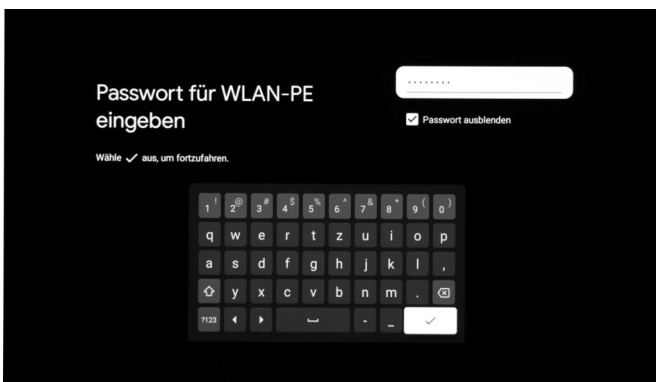 Passwort für WLAN-PE
eingeben
Wähle ✓ aus, um fortzufahren.
........
Passwort ausblenden
1 ! 2 @ 3 # 4 $ 5 % 6 ^ 7 & 8 * 9 ( 0 )
q w e r t z u i o p
a s d f g h j k l ,
y x c v b n m .
?123 - _